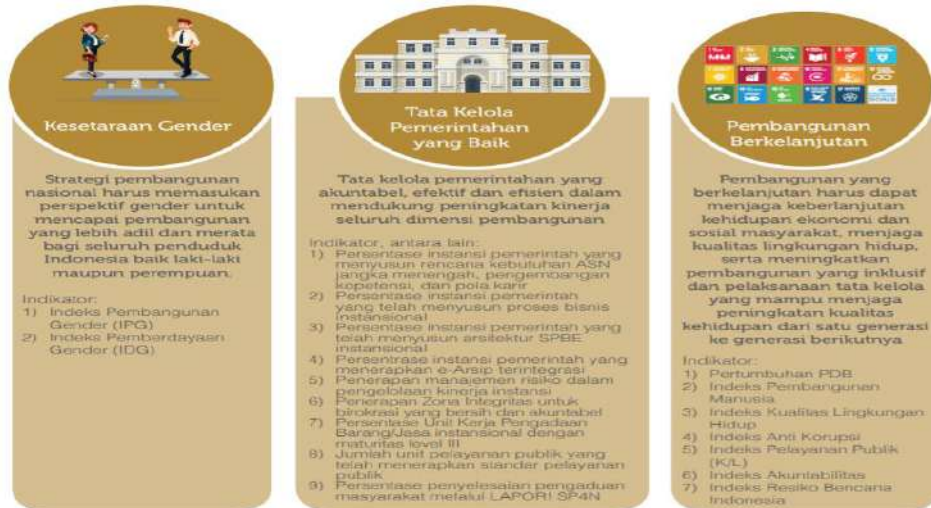 Kesetaraan Gender
Strategi pembangunan
nasional harus memasukan
perspektif gender untuk
mencapai pembangunan
yang lebih adil dan merata
bagi seluruh penduduk
Indonesia baik laki-laki
maupun perempuan.
Indikator:
1) Indeks Pembangunan
Gender (IPG)
2) Indeks Pemberdayaan
Gender (IDG)
Tata Kelola
Pemerintahan
yang Baik
Tata kelola pemerintahan yang
akuntabel, efektif dan efisien dalam
mendukung peningkatan kinerja
seluruh dimensi pembangunan
Indikator, antara lain:
1) Persentase instansi pemerintah yang
menyusun rencana kebutuhan ASN
jangka menengah, pengembangan
kopetensi, dan pola karir
2) Persentase instansi pemerintah
yang telah menyusun proses bisnis
instansional
3) Persentase instansi pemerintah yang
telah menyusun arsitektur SPBE
instansional
4) Persentrase instansi pemerintah yang
menerapkan e-Arsip terintegrasi
5) Penerapan manajemen risiko dalam
pengelolaan kinerja instansi
6) Penerapan Zona Integritas untuk
birokrasi yang bersih dan akuntabel
7) Persentase Unit Kerja Pengadaan
Barang/Jasa instansional dengan
maturitas level III
8) Jumlah unit pelayanan publik yang
telah menerapkan standar pelayanan
publik
9) Persentase penyelesaian pengaduan
masyarakat melalui LAPOR! SP4N
Pembangunan
Berkelanjutan
Pembangunan yang
berkelanjutan harus dapat
menjaga keberlanjutan
kehidupan ekonomi dan
sosial masyarakat, menjaga
kualitas lingkungan hidup,
serta meningkatkan
pembangunan yang inklusif
dan pelaksanaan tata kelola
yang mampu menjaga
peningkatan kualitas
kehidupan dari satu generasi
ke generasi berikutnya
Indikator:
1) Pertumbuhan PDB
2) Indeks Pembangunan
Manusia
3) Indeks Kualitas Lingkungan
Hidup
4) Indeks Anti Korupsi
5) Indeks Pelayanan Publik
(K/L)
6) Indeks Akuntabilitas
7) Indeks Resiko Bencana
Indonesia